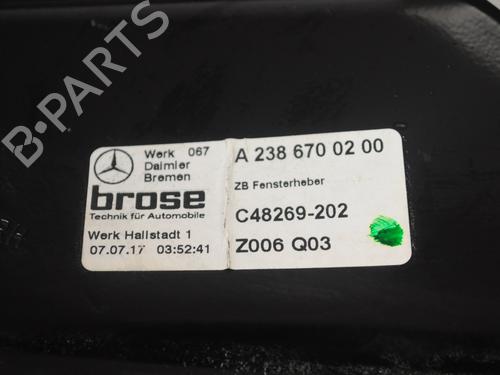 B-PARTS
Werk 067
Daimler
Bremen
brose
Technik für Automobile
Werk Hallstadt 1
07.07.17 03:52:41
A 238 670 02 00
ZB Fensterheber
C48269-202
Z006 Q03